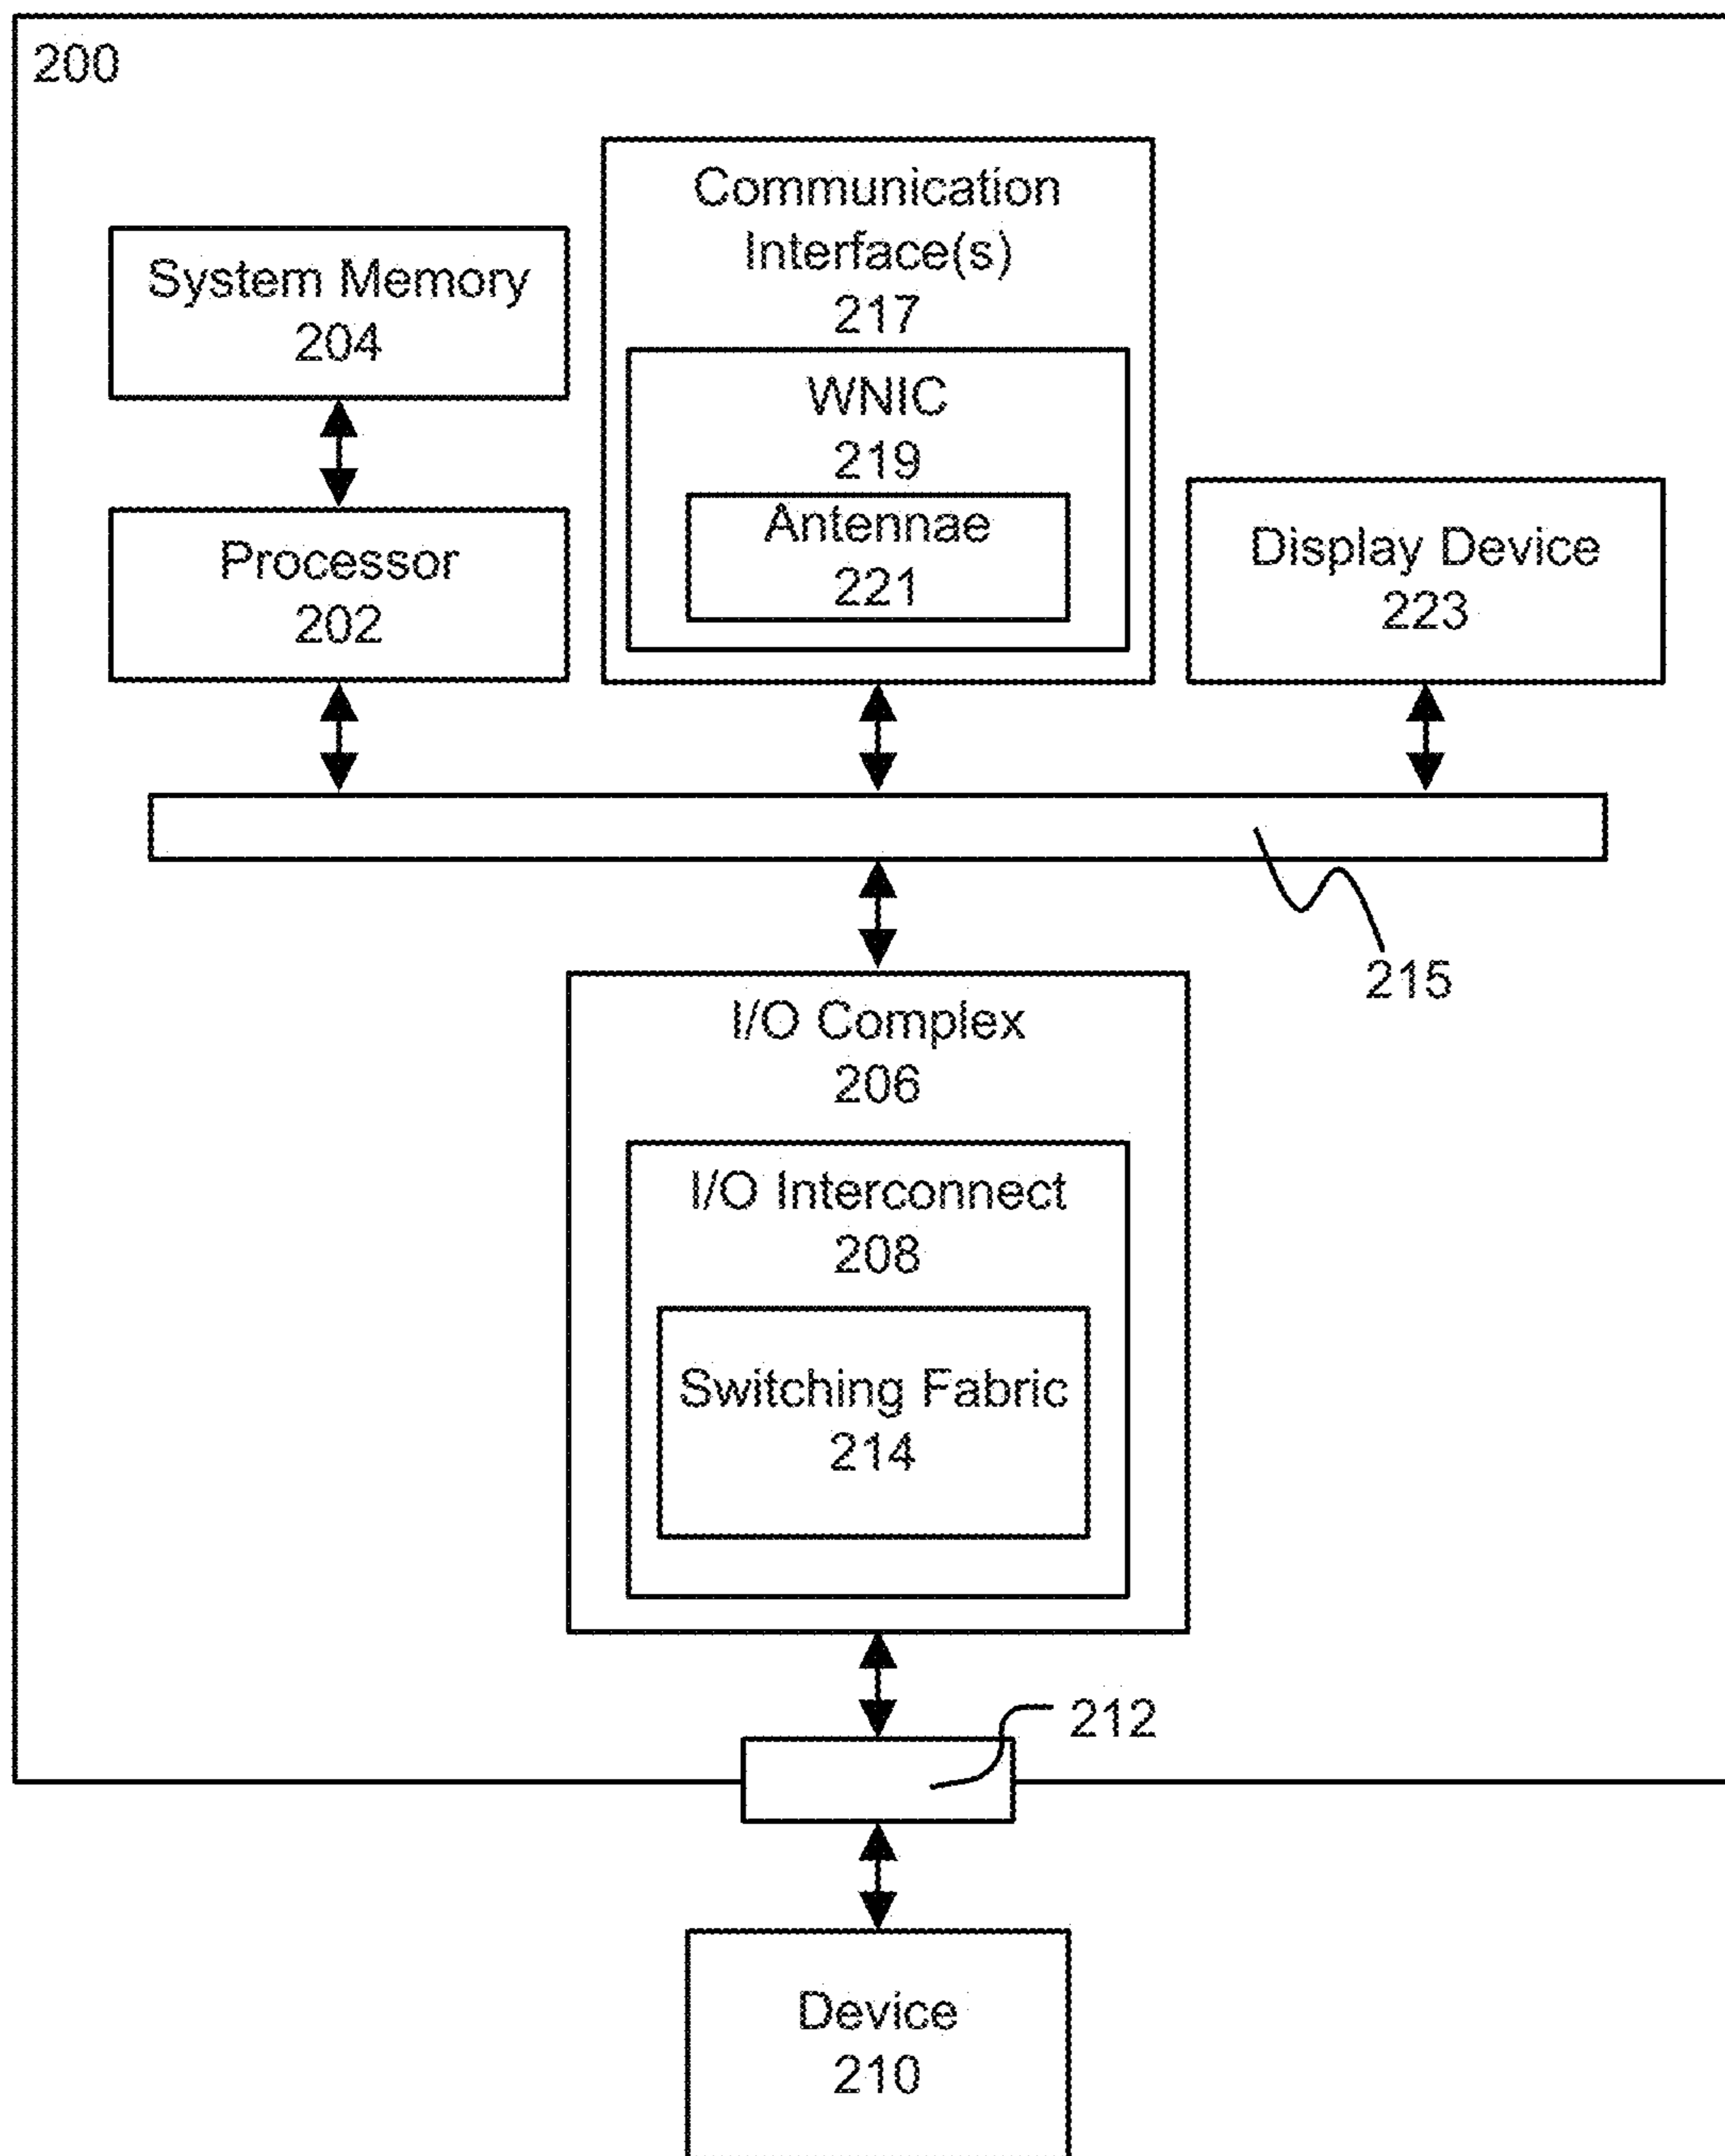 200
Communication
Interface(s)
217
System Memory
204
WNIC
219
Antennae
221
Processor
202
Display Device
223
215
I/O Complex
206
I/O Interconnect
208
Switching Fabric
214
212
Device
210